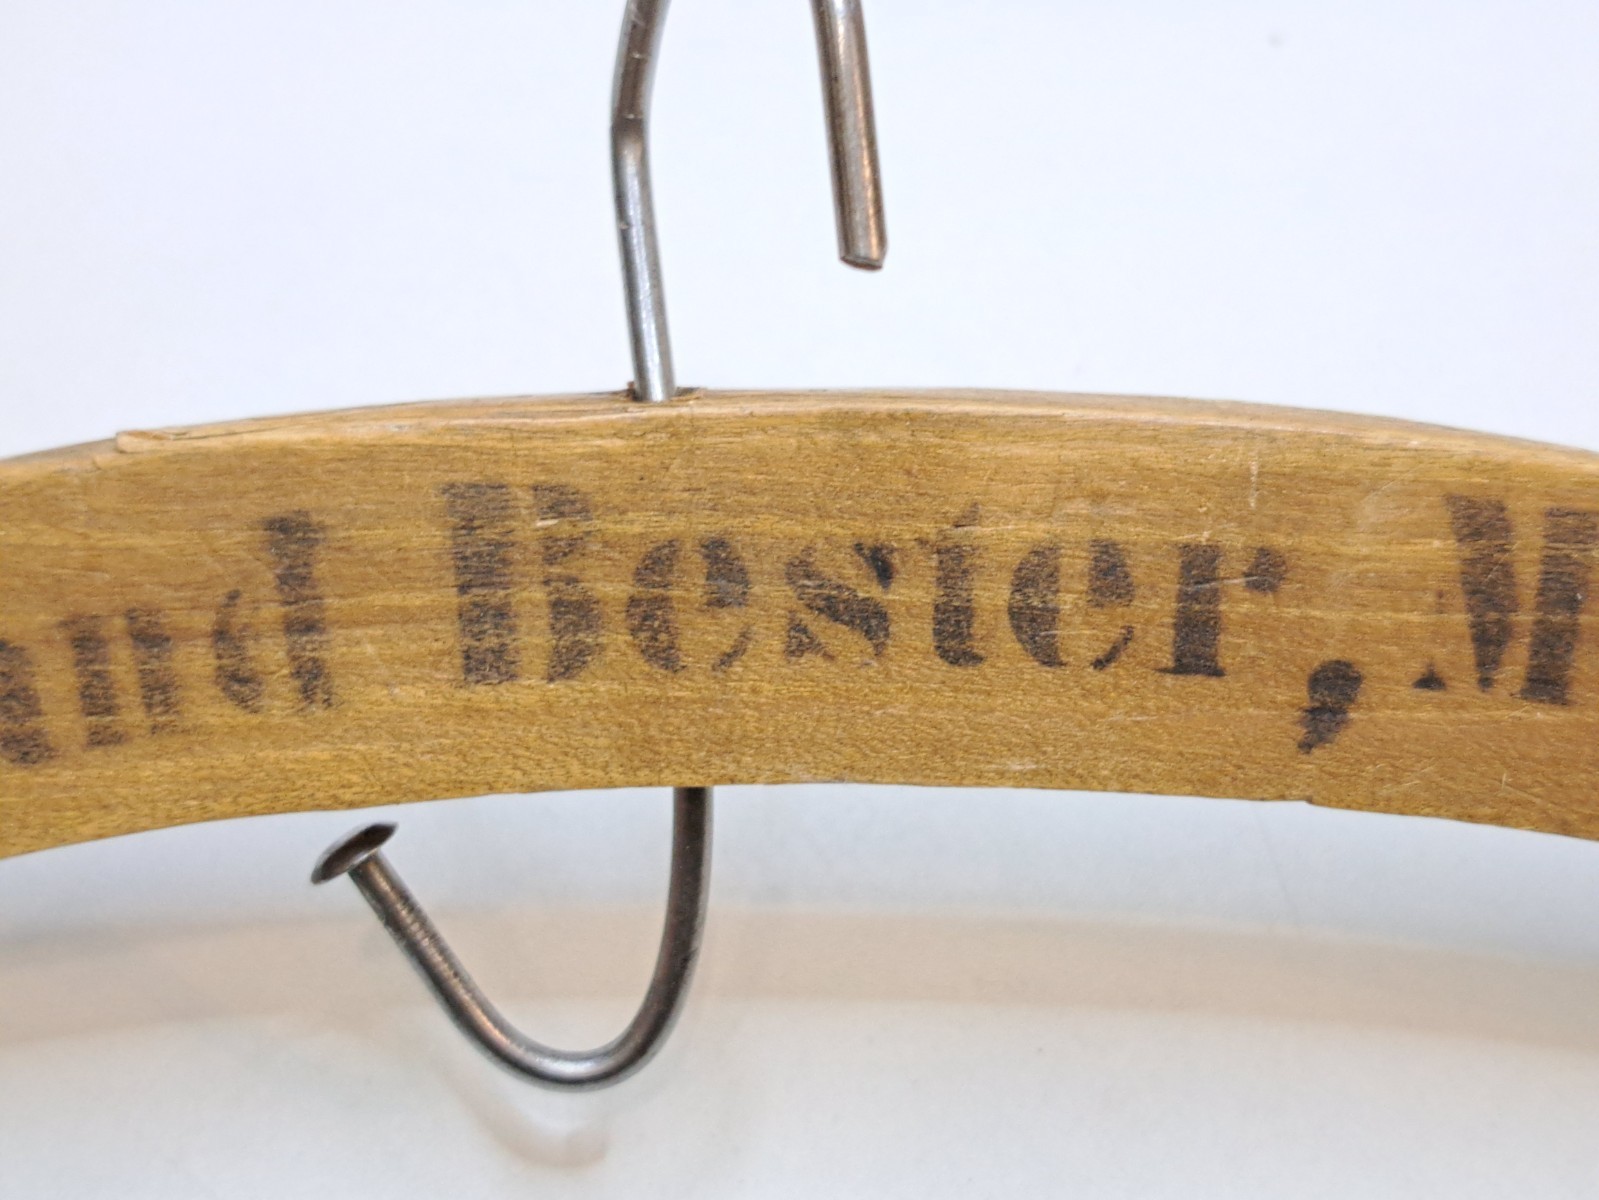 and Bester, M